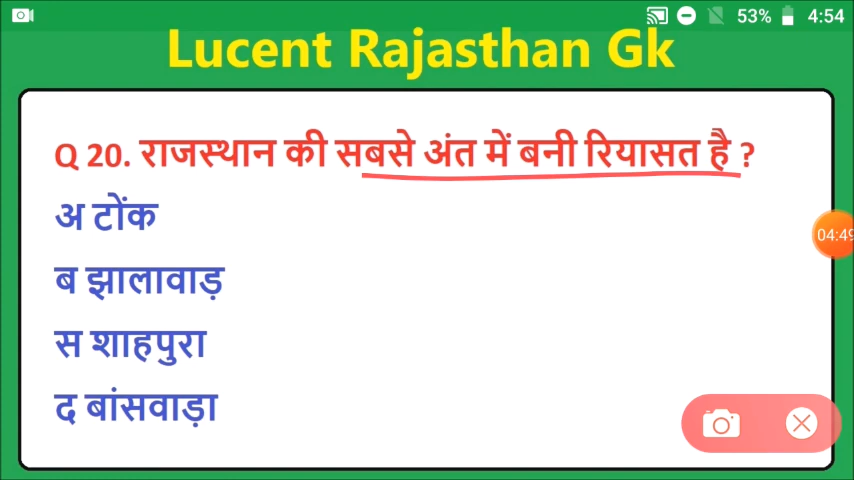 53% 4:54
Lucent Rajasthan Gk
Q 20. राजस्थान की सबसे अंत में बनी रियासत है ?
अ टोंक
04:49
ब झालावाड़
स शाहपुरा
द बांसवाड़ा